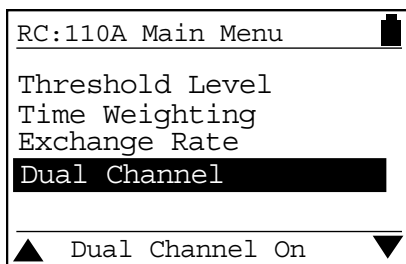 RC:110A Main Menu
Threshold Level
Time Weighting
Exchange Rate
Dual Channel
Dual Channel On